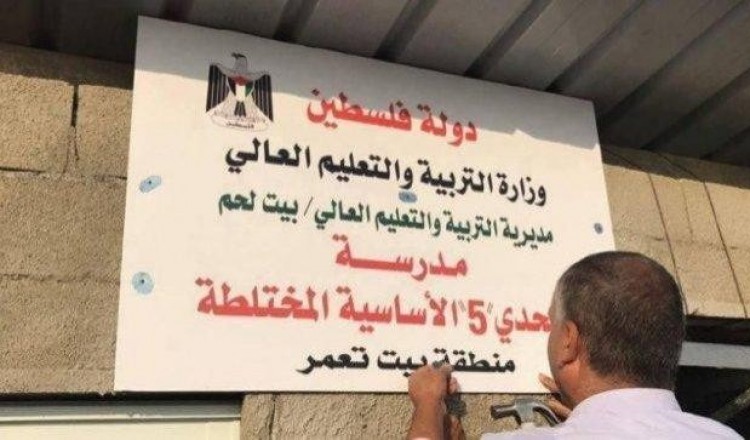 دولة فلسطين
وزارة التربية والتعليم العالي
مديرية التربية والتعليم العالي/ بيت لحم
مدرسة
حدي "5" الأساسية المختلطة
منطقة بيت تعمر